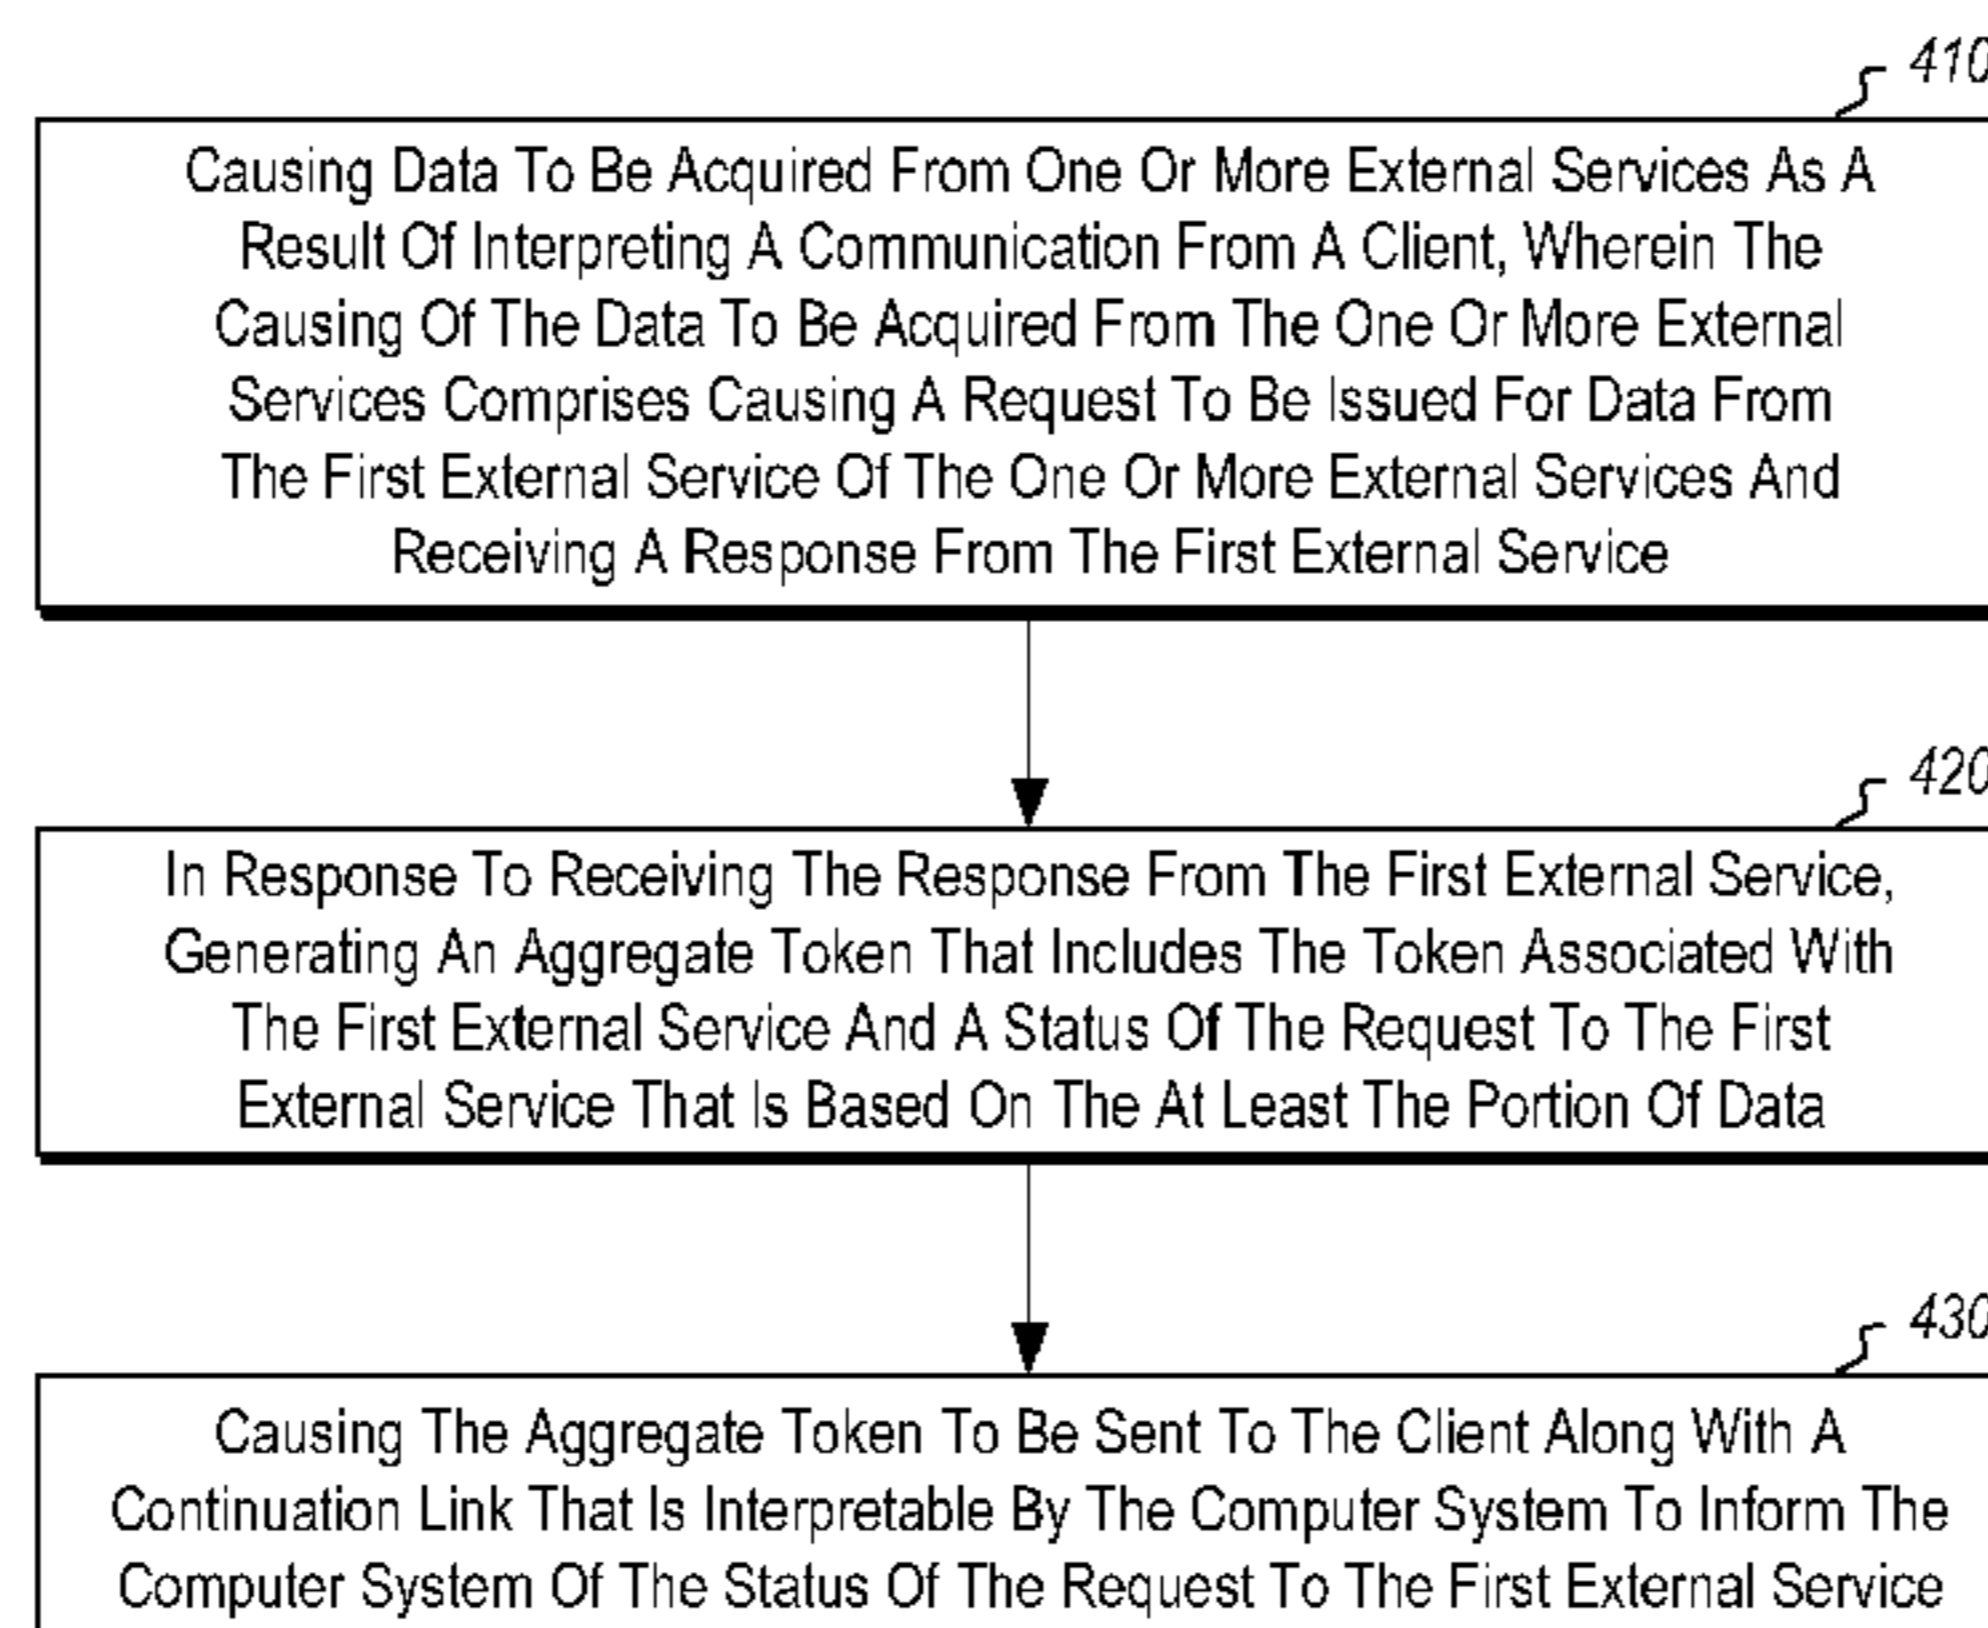 410
Causing Data To Be Acquired From One Or More External Services As A
Result Of Interpreting A Communication From A Client, Wherein The
Causing Of The Data To Be Acquired From The One Or More External
Services Comprises Causing A Request To Be Issued For Data From
The First External Service Of The One Or More External Services And
Receiving A Response From The First External Service
420
In Response To Receiving The Response From The First External Service,
Generating An Aggregate Token That Includes The Token Associated With
The First External Service And A Status Of The Request To The First
External Service That Is Based On The At Least The Portion Of Data
430
Causing The Aggregate Token To Be Sent To The Client Along With A
Continuation Link That Is Interpretable By The Computer System To Inform The
Computer System Of The Status Of The Request To The First External Service